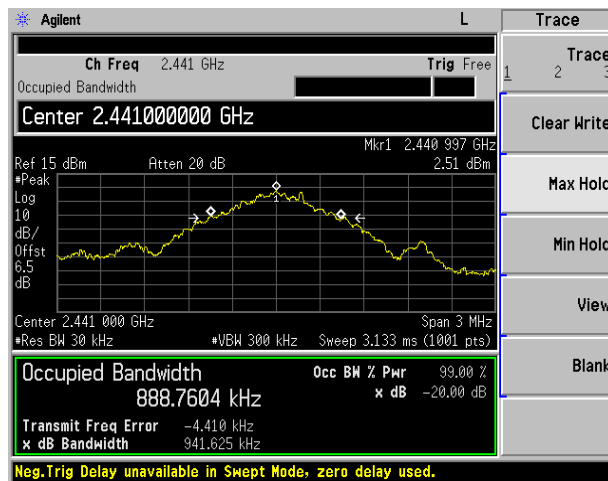 Agilent L Trace
Ch Freq 2.441 GHz Trig Free
Occupied Bandwidth
Center 2.441000000 GHz
Mkr1 2.440 997 GHz
Ref 15 dBm Atten 20 dB 2.51 dBm
#Peak
Log
10
dB/
Offst
6.5
dB
1
Center 2.441 000 GHz Span 3 MHz
#Res BW 30 kHz #VBW 300 kHz Sweep 3.133 ms (1001 pts)
Occupied Bandwidth Occ BW % Pwr 99.00 %
888.7604 kHz x dB -20.00 dB
Transmit Freq Error -4.410 kHz
x dB Bandwidth 941.625 kHz
Neg.Trig Delay unavailable in Swept Mode, zero delay used.
Trace
1 2 3
Clear Write
Max Hold
Min Hold
View
Blank